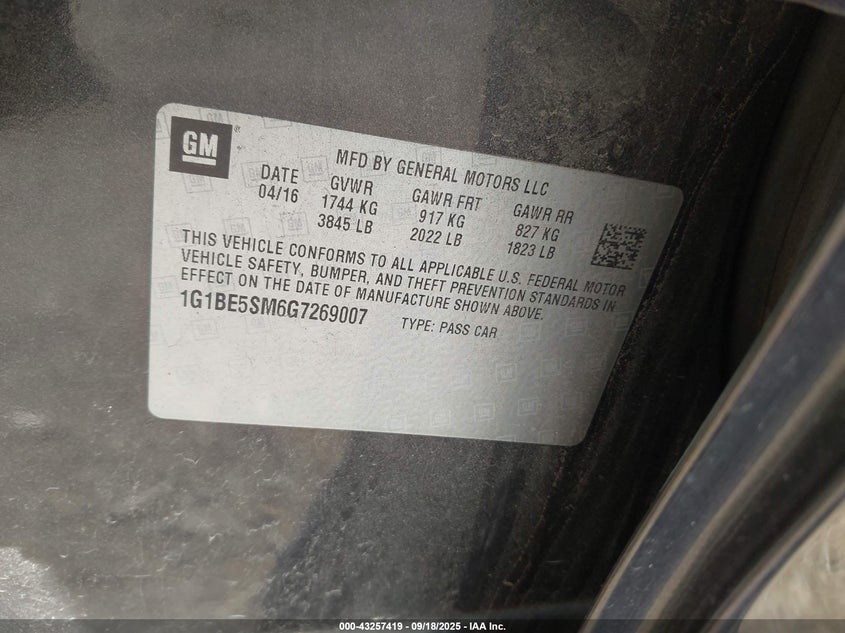 GM
®
MFD BY GENERAL MOTORS LLC
DATE GVWR GAWR FRT GAWR RR
04/16 1744 KG 917 KG 827 KG
3845 LB 2022 LB 1823 LB
THIS VEHICLE CONFORMS TO ALL APPLICABLE U.S. FEDERAL MOTOR
VEHICLE SAFETY, BUMPER, AND THEFT PREVENTION STANDARDS IN
EFFECT ON THE DATE OF MANUFACTURE SHOWN ABOVE.
1G1BE5SM6G7269007 TYPE: PASS CAR
000-43257419 - 09/18/2025 - IAA Inc.